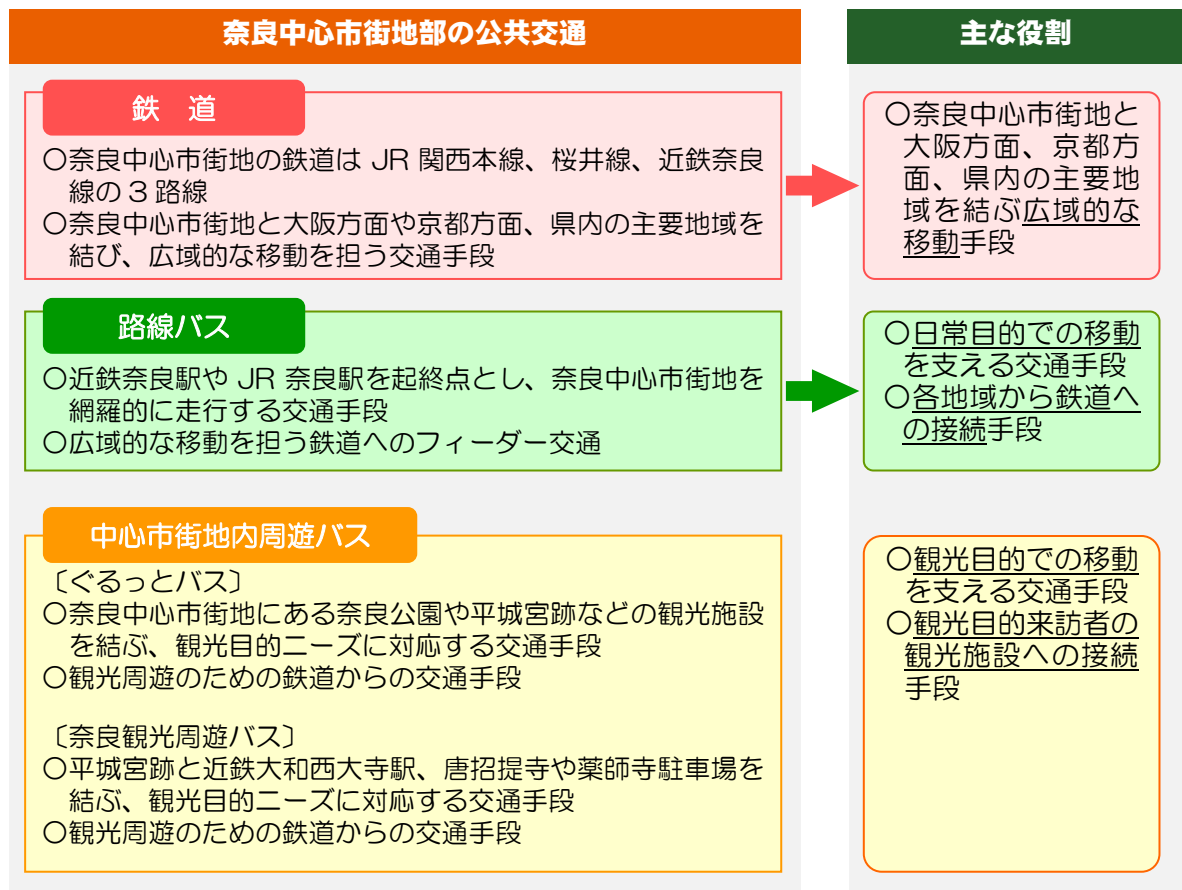 奈良中心市街地部の公共交通
主な役割
鉄 道
〇奈良中心市街地の鉄道は JR 関西本線、桜井線、近鉄奈良
線の3路線
〇奈良中心市街地と大阪方面や京都方面、県内の主要地域を
結び、広域的な移動を担う交通手段
〇奈良中心市街地と
大阪方面、京都方
面、県内の主要地
域を結ぶ広域的な
移動手段
路線バス
〇近鉄奈良駅や JR 奈良駅を起終点とし、奈良中心市街地を
網羅的に走行する交通手段
〇広域的な移動を担う鉄道へのフィーダー交通
〇日常目的での移動
を支える交通手段
〇各地域から鉄道へ
の接続手段
中心市街地内周遊バス
〔ぐるっとバス〕
〇奈良中心市街地にある奈良公園や平城宮跡などの観光施設
を結ぶ、観光目的ニーズに対応する交通手段
〇観光周遊のための鉄道からの交通手段
〔奈良観光周遊バス〕
〇平城宮跡と近鉄大和西大寺駅、唐招提寺や薬師寺駐車場を
結ぶ、観光目的ニーズに対応する交通手段
〇観光周遊のための鉄道からの交通手段
〇観光目的での移動
を支える交通手段
〇観光目的来訪者の
観光施設への接続
手段